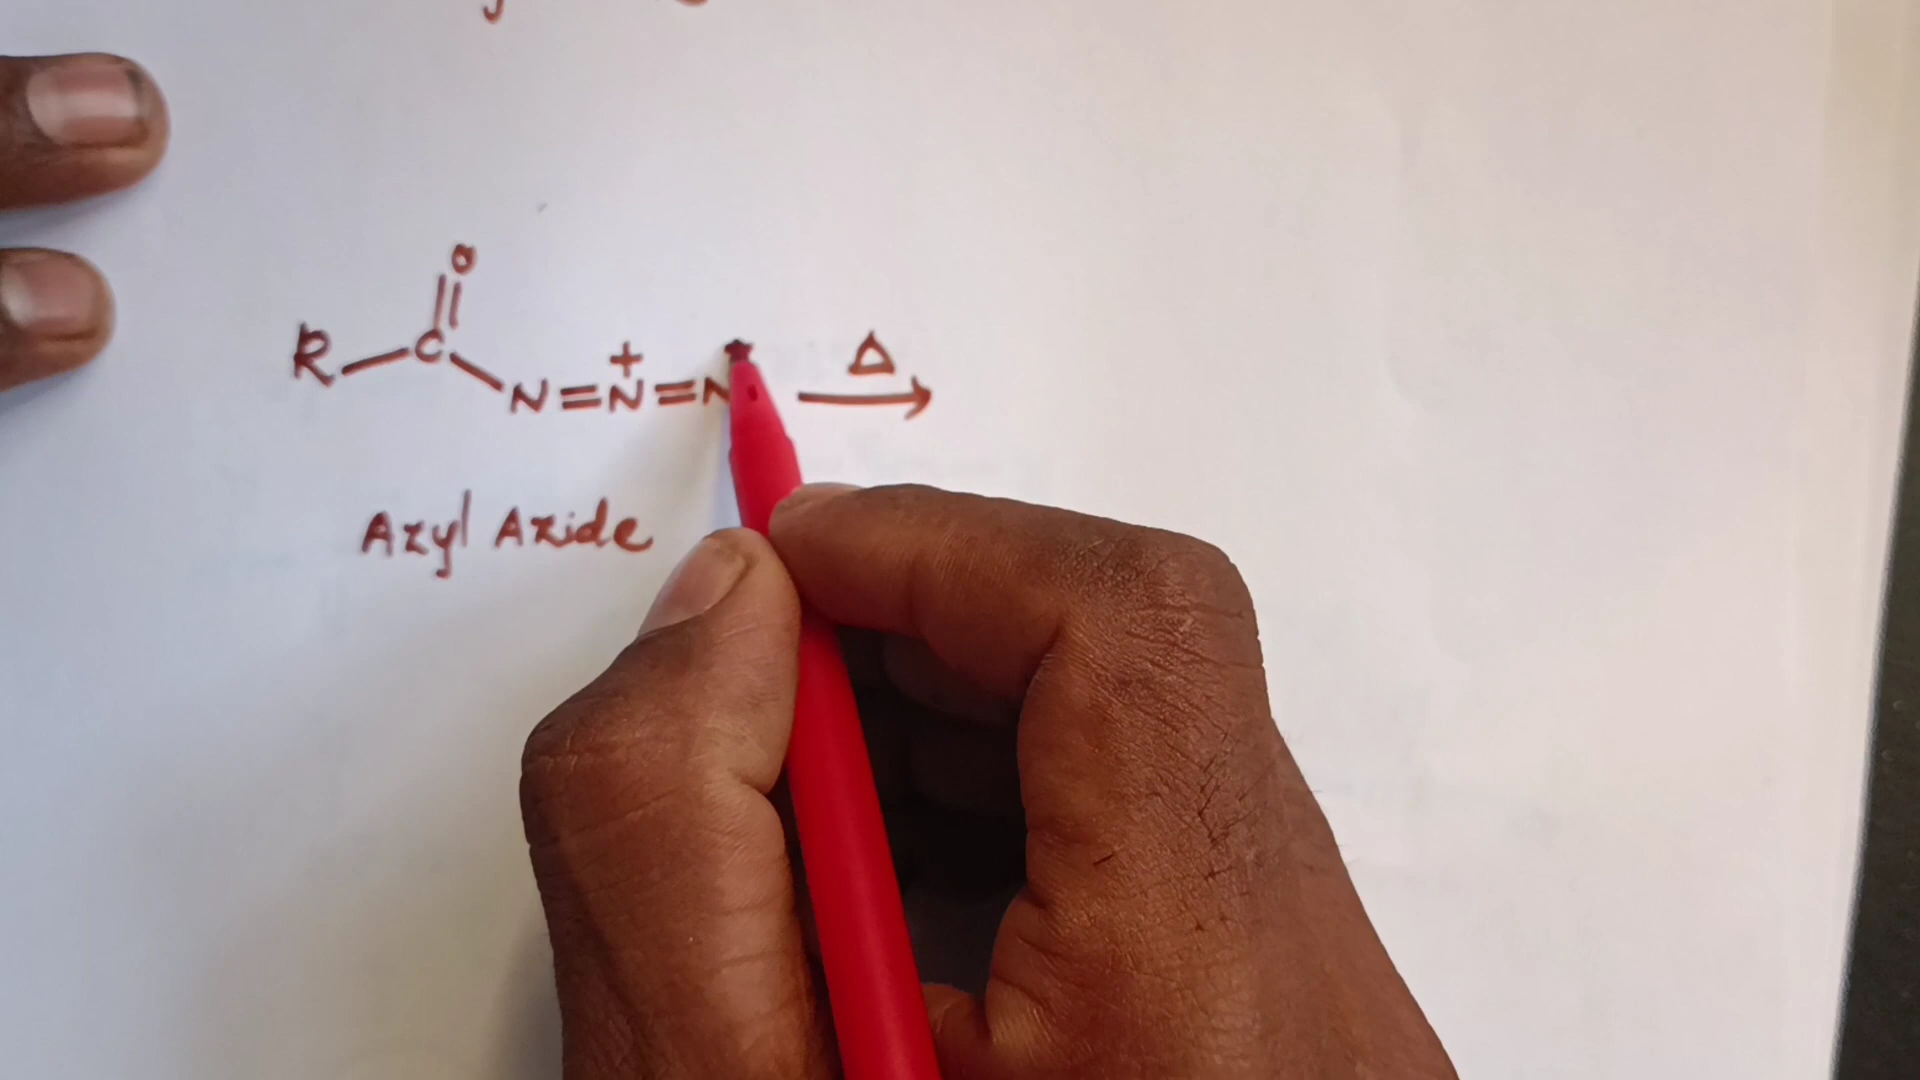 O
R C N=N=N Δ
+
Azyl Azide